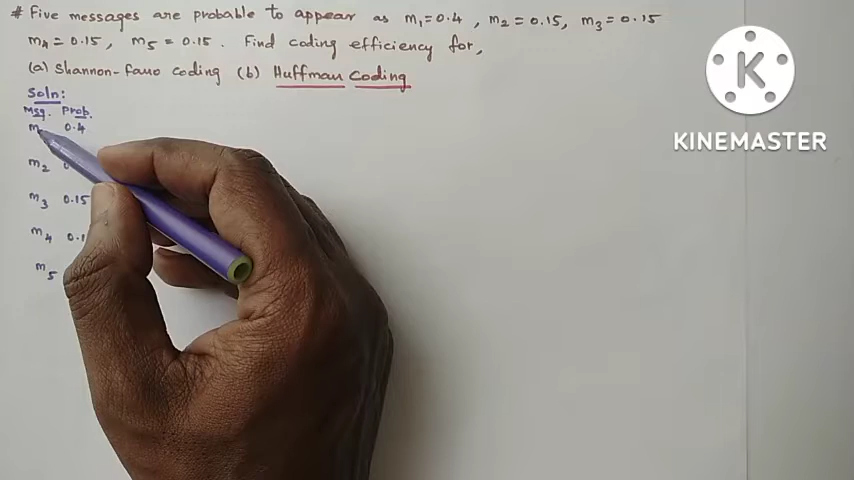 # Five messages are probable to appear as m1=0.4, m2=0.15, m3=0.15
m4=0.15, m5=0.15. Find coding efficiency for,
(a) Shannon-fano coding (b) Huffman Coding
Soln:
Msg. Prob.
m 0.4
m2
m3 0.15
m4
m5
K
KINEMASTER